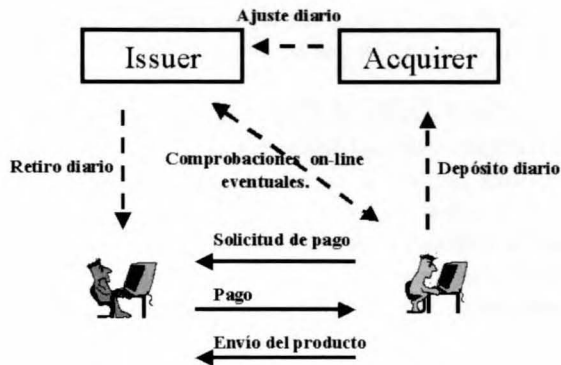 Ajuste diario
Issuer
Acquirer
Retiro diario
Comprobaciones on-line
eventuales.
Depósito diario
Solicitud de pago
Pago
Envío del producto